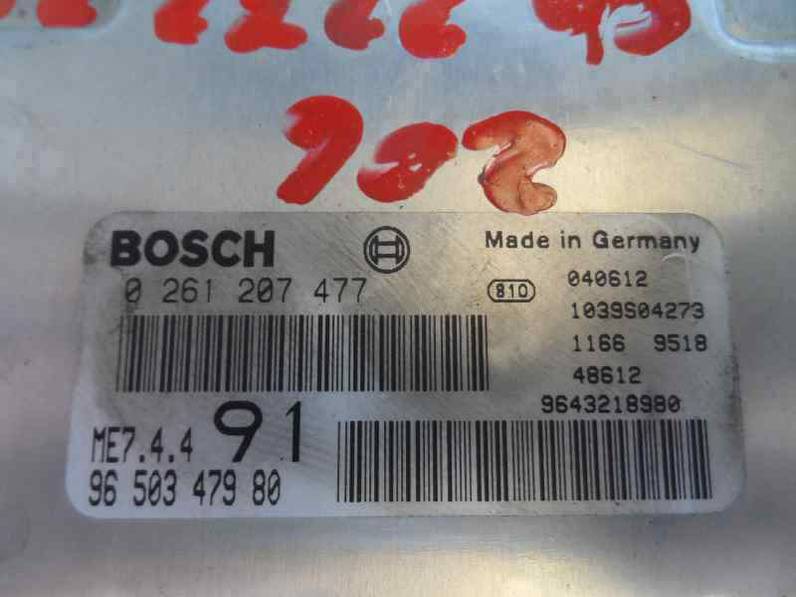 902
BOSCH
Made in Germany
0 261 207 477
810
040612
1039S04273
1166 9518
48612
9643218980
ME7.4.4 91
96 503 479 80